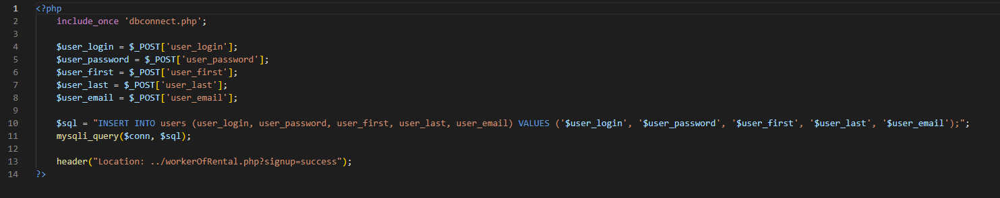 1 <?php
2 include_once 'dbconnect.php';
3
4 $user_login = $_POST['user_login'];
5 $user_password = $_POST['user_password'];
6 $user_first = $_POST['user_first'];
7 $user_last = $_POST['user_last'];
8 $user_email = $_POST['user_email'];
9
10 $sql = "INSERT INTO users (user_login, user_password, user_first, user_last, user_email) VALUES ('$user_login', '$user_password', '$user_first', '$user_last', '$user_email');";
11 mysqli_query($conn, $sql);
12
13 header("Location: ../workerOfRental.php?signup=success");
14 ?>